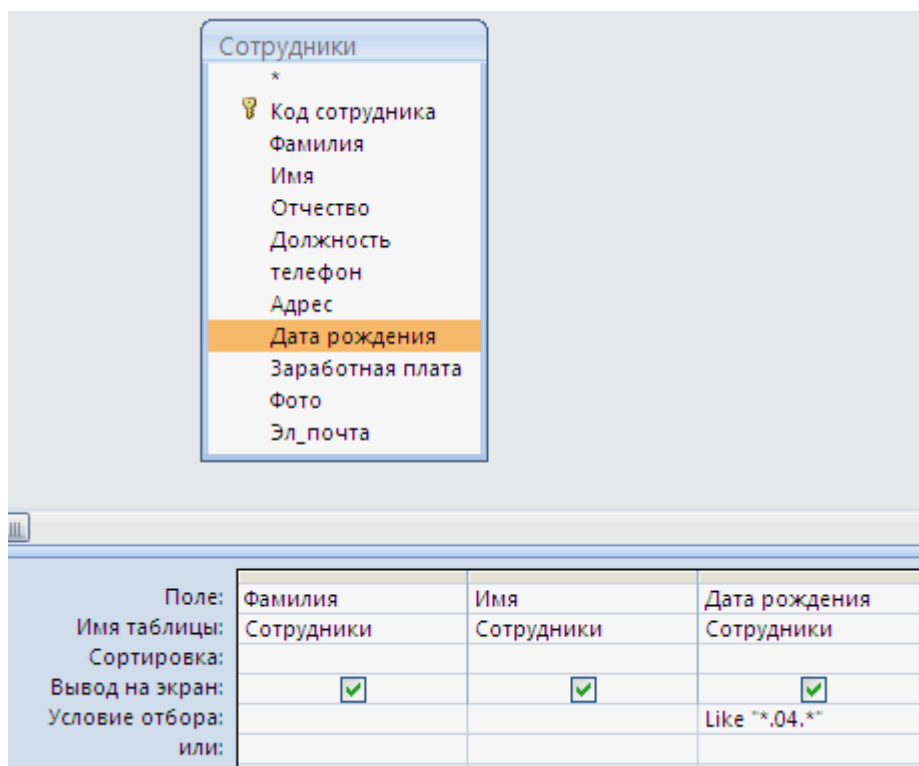 Сотрудники
*
Код сотрудника
Фамилия
Имя
Отчество
Должность
телефон
Адрес
Дата рождения
Заработная плата
Фото
Эл_почта
Поле: Фамилия Имя Дата рождения
Имя таблицы: Сотрудники Сотрудники Сотрудники
Сортировка:
Вывод на экран:
Условие отбора: Like "*.04.*"
или: